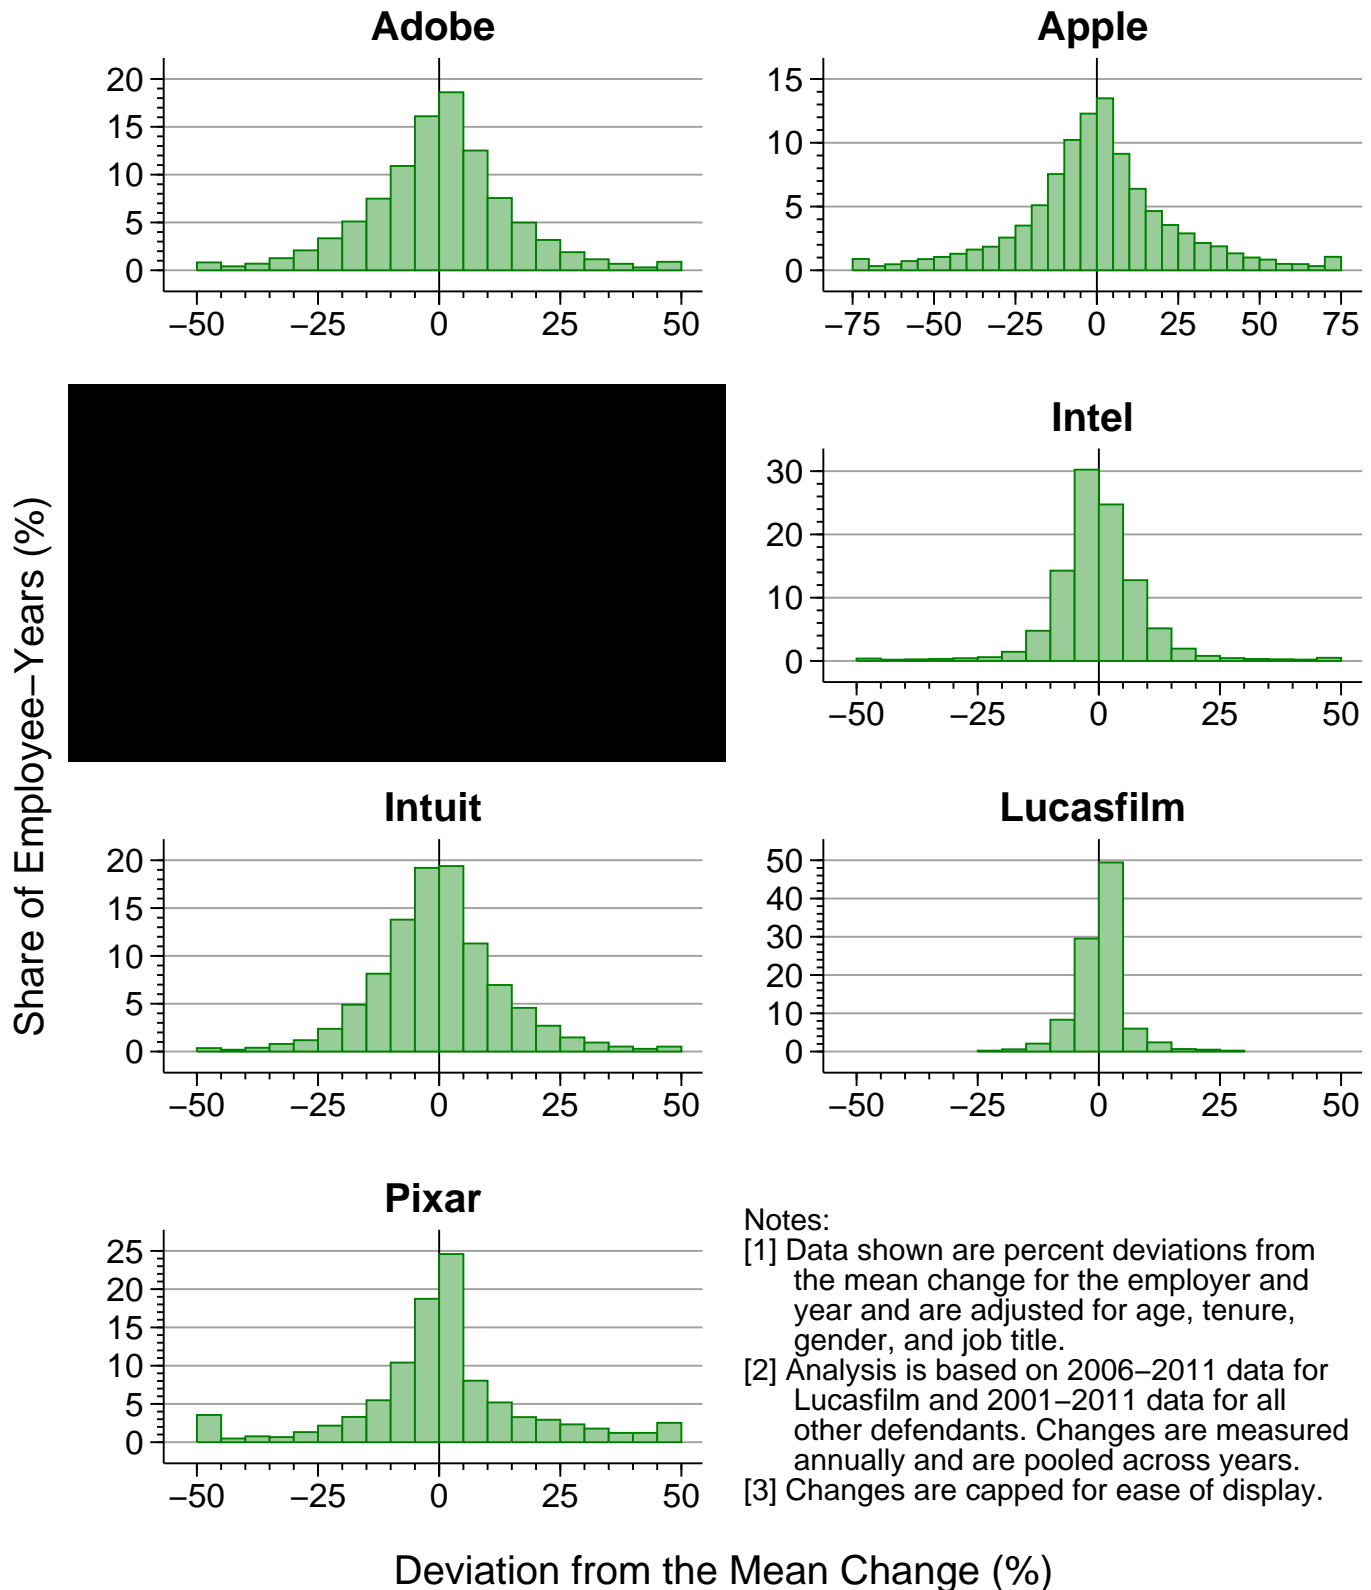 Adobe
20
15
10
5
0
−50 −25 0 25 50
Apple
15
10
5
0
−75 −50 −25 0 25 50 75
Share of Employee−Years (%)
Intel
30
20
10
0
−50 −25 0 25 50
Intuit
20
15
10
5
0
−50 −25 0 25 50
Lucasfilm
50
40
30
20
10
0
−50 −25 0 25 50
Pixar
25
20
15
10
5
0
−50 −25 0 25 50
Notes:
[1] Data shown are percent deviations from
the mean change for the employer and
year and are adjusted for age, tenure,
gender, and job title.
[2] Analysis is based on 2006−2011 data for
Lucasfilm and 2001−2011 data for all
other defendants. Changes are measured
annually and are pooled across years.
[3] Changes are capped for ease of display.
Deviation from the Mean Change (%)